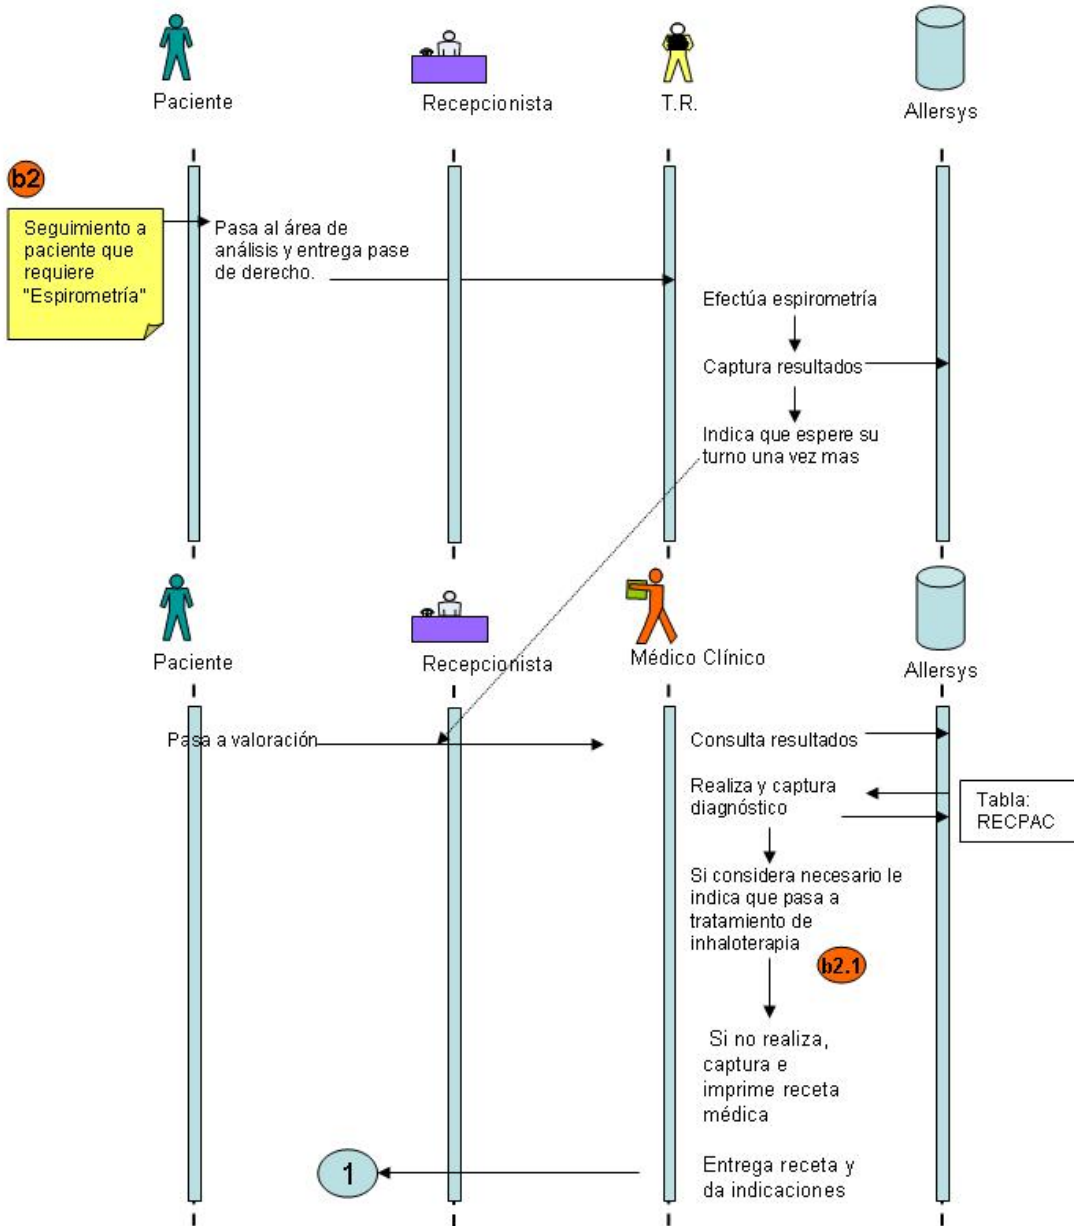 Paciente
Recepcionista
T.R.
Allersys
b2
Seguimiento a
paciente que
requiere
"Espirometría"
Pasa al área de
análisis y entrega pase
de derecho.
Efectúa espirometría
Captura resultados
Indica que espere su
turno una vez mas
Paciente
Recepcionista
Médico Clínico
Allersys
Pasa a valoración
Consulta resultados
Realiza y captura
diagnóstico
Tabla:
RECPAC
Si considera necesario le
indica que pasa a
tratamiento de
inhaloterapia
b2.1
Si no realiza,
captura e
imprime receta
médica
1
Entrega receta y
da indicaciones